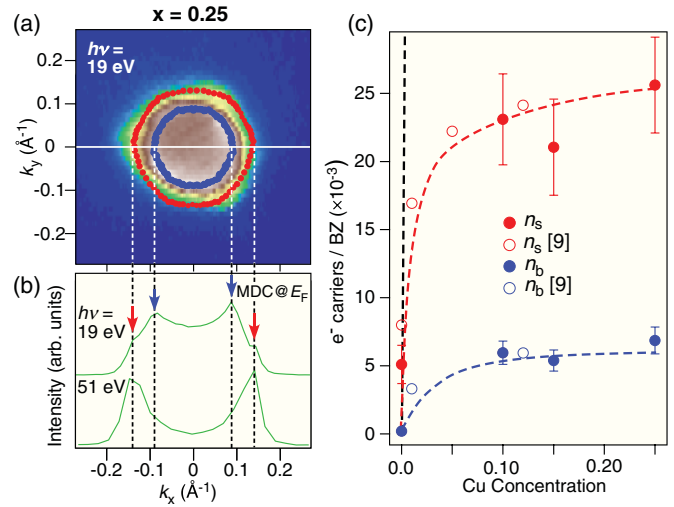 x = 0.25
(a)
hν =
19 eV
0.2
0.1
0
-0.1
-0.2
k_y (Å⁻¹)
(b)
MDC@E_F
hν =
19 eV
51 eV
Intensity (arb. units)
-0.2 -0.1 0 0.1 0.2
k_x (Å⁻¹)
(c)
25
20
15
10
5
0
e⁻ carriers / BZ (×10⁻³)
n_s
n_s [9]
n_b
n_b [9]
0.0 0.10 0.20
Cu Concentration